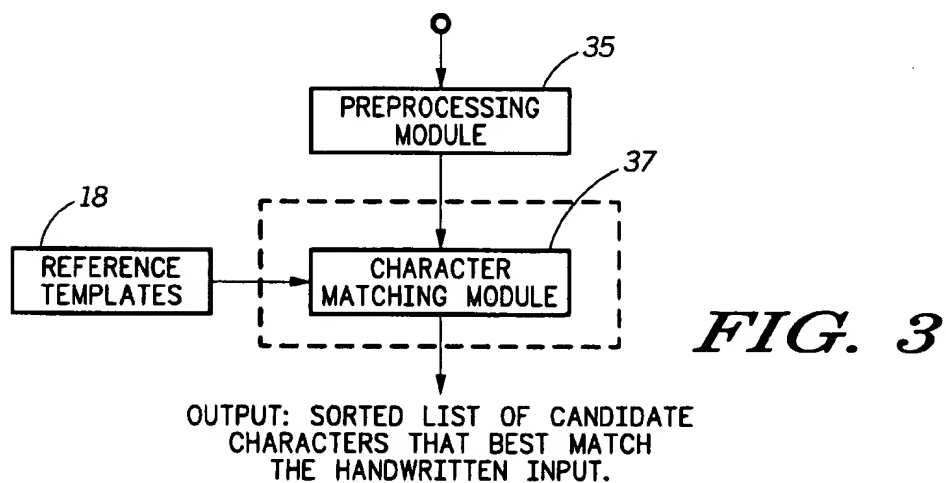 35
PREPROCESSING
MODULE
37
18
REFERENCE
TEMPLATES
CHARACTER
MATCHING MODULE
FIG. 3
OUTPUT: SORTED LIST OF CANDIDATE
CHARACTERS THAT BEST MATCH
THE HANDWRITTEN INPUT.